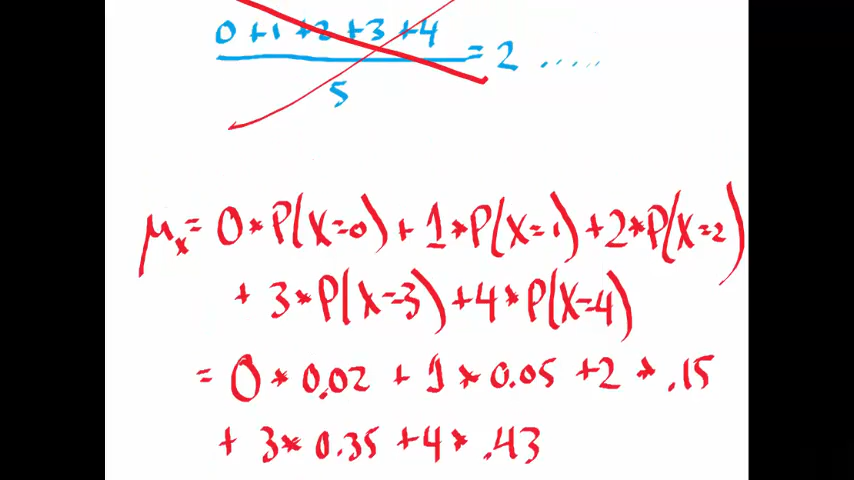 0 + 1 + 2 + 3 + 4
= 2 .....
5
μx = 0 * P(X=0) + 1 * P(X=1) + 2 * P(X=2)
+ 3 * P(X=3) + 4 * P(X=4)
= 0 * 0.02 + 1 * 0.05 + 2 * .15
+ 3 * 0.35 + 4 * .43